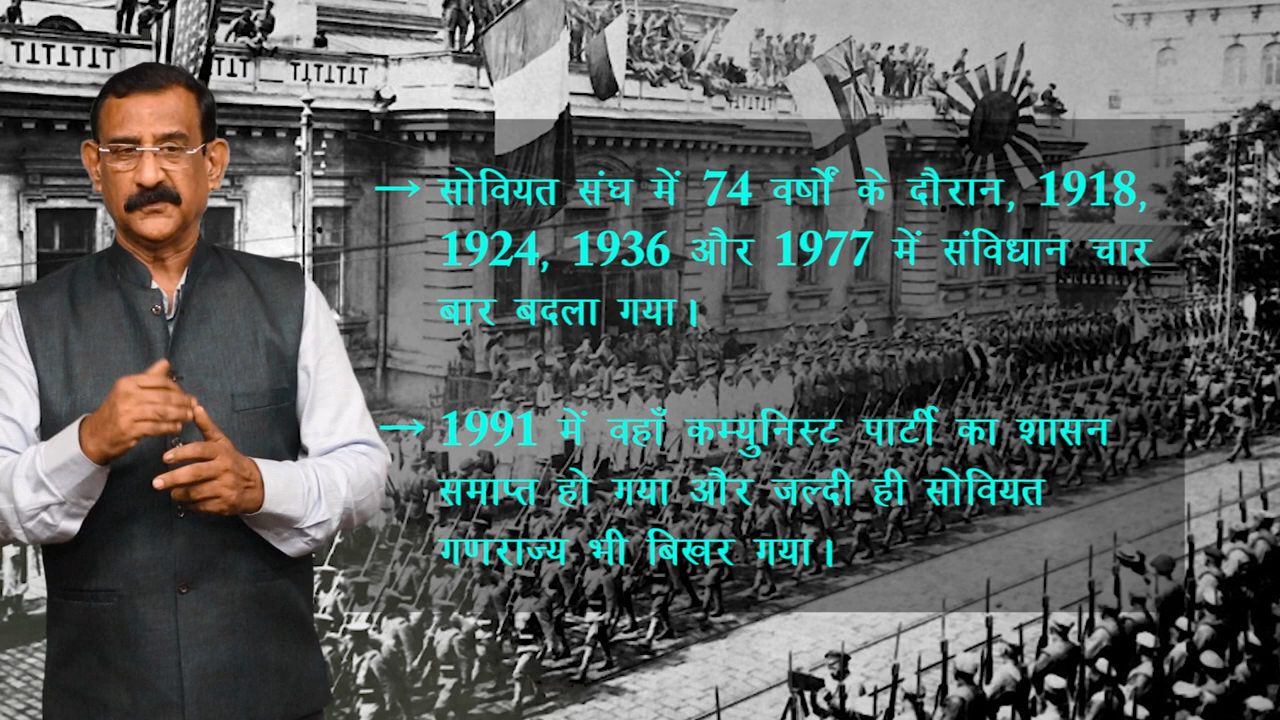 → सोवियत संघ में 74 वर्षों के दौरान, 1918,
1924, 1936 और 1977 में संविधान चार
बार बदला गया।
→ 1991 में वहाँ कम्युनिस्ट पार्टी का शासन
समाप्त हो गया और जल्दी ही सोवियत
गणराज्य भी बिखर गया।